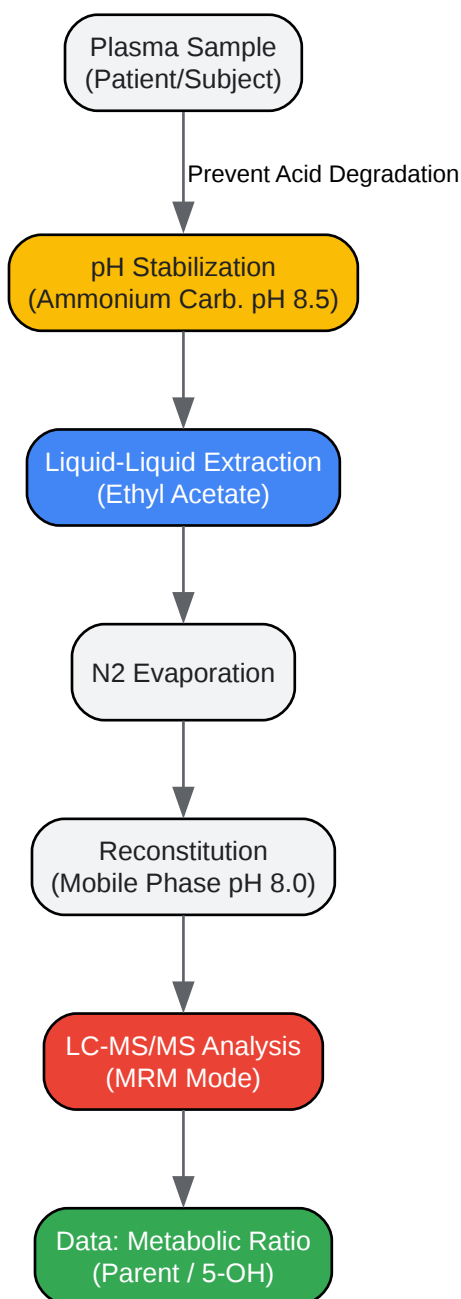 Plasma Sample
(Patient/Subject)
Prevent Acid Degradation
pH Stabilization
(Ammonium Carb. pH 8.5)
Liquid-Liquid Extraction
(Ethyl Acetate)
N2 Evaporation
Reconstitution
(Mobile Phase pH 8.0)
LC-MS/MS Analysis
(MRM Mode)
Data: Metabolic Ratio
(Parent / 5-OH)